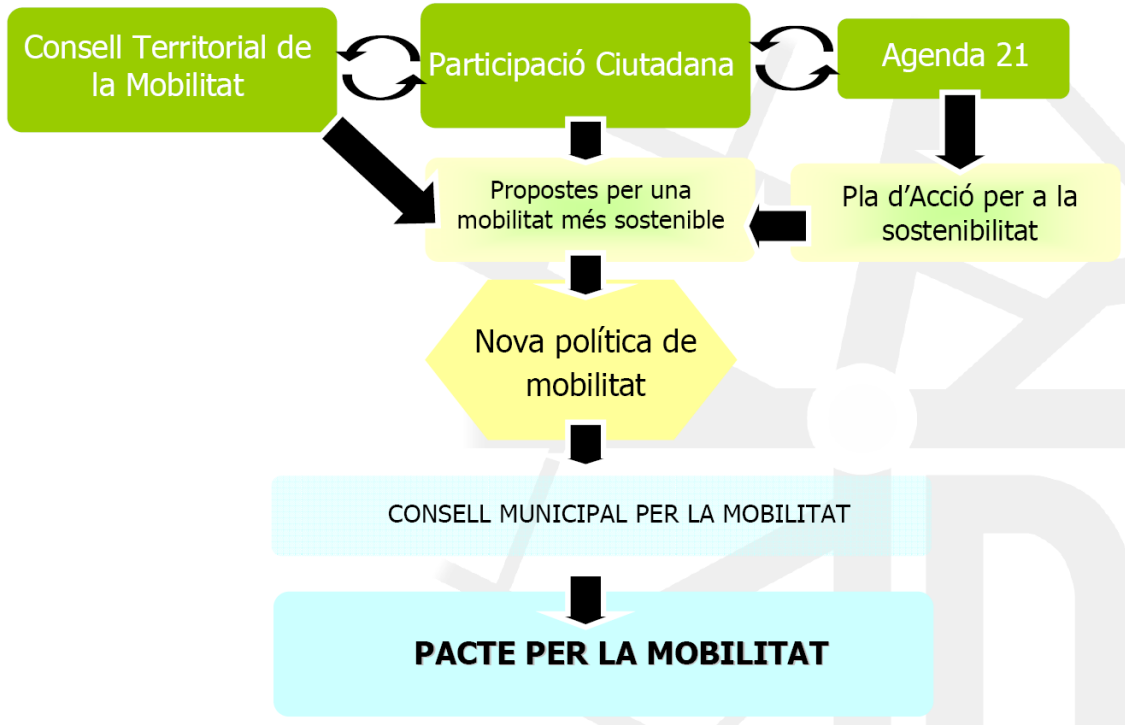 Consell Territorial de
la Mobilitat
Participació Ciutadana
Agenda 21
Propostes per una
mobilitat més sostenible
Pla d’Acció per a la
sostenibilitat
Nova política de
mobilitat
CONSELL MUNICIPAL PER LA MOBILITAT
PACTE PER LA MOBILITAT